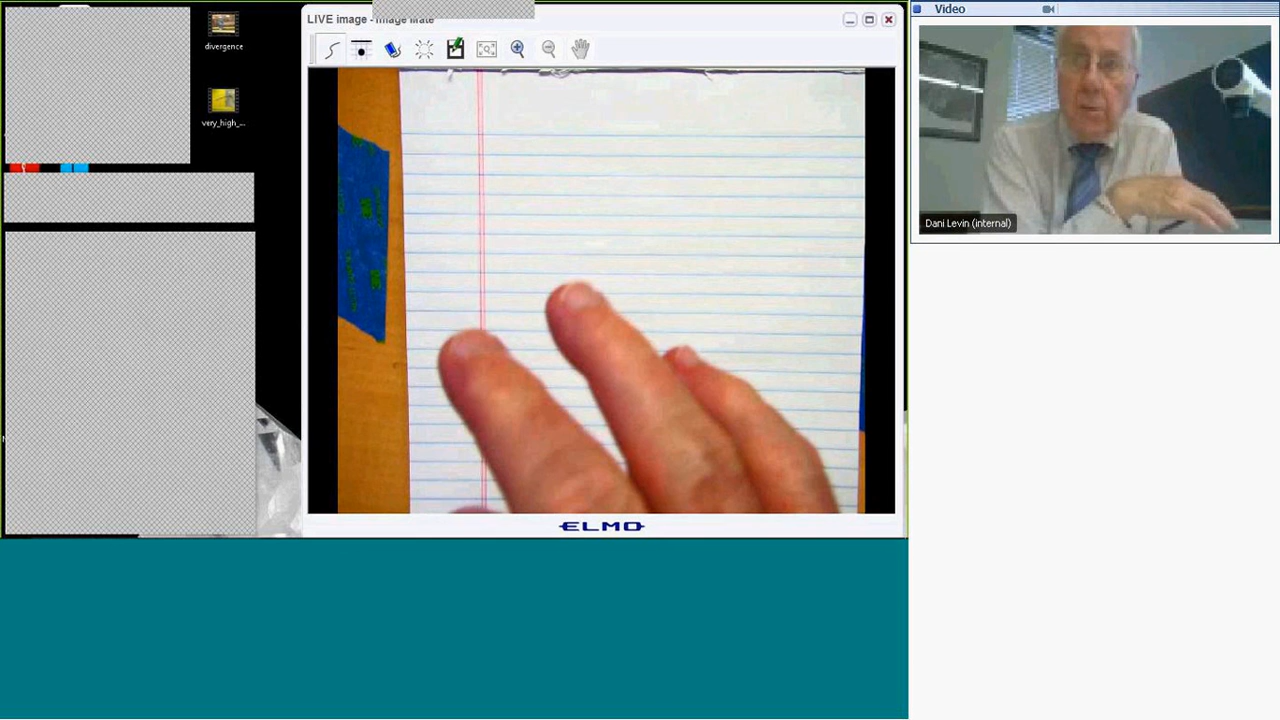 LIVE image - Image Mate
Video
divergence
very_high_...
Dani Levin (internal)
ELMO